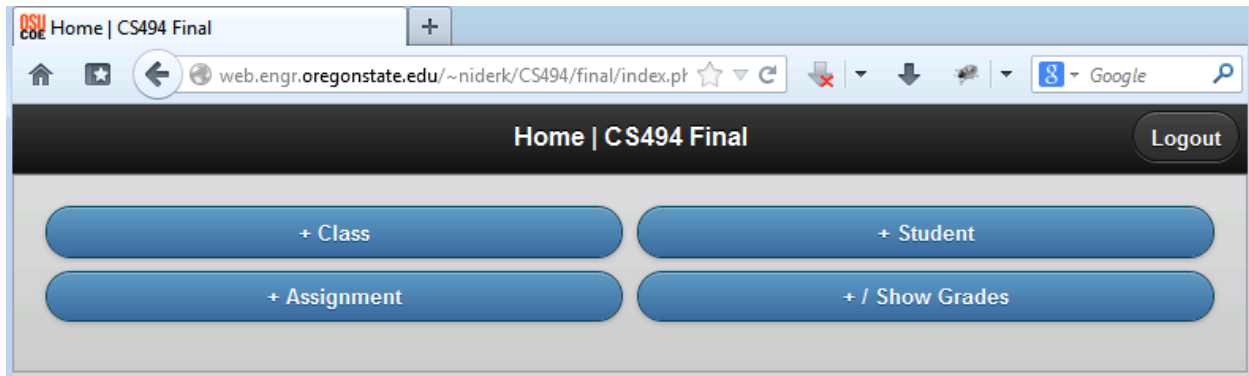 OSU COE Home | CS494 Final +
web.engr.oregonstate.edu/~niderk/CS494/final/index.ph 8 Google
Home | CS494 Final Logout
+ Class + Student
+ Assignment + / Show Grades